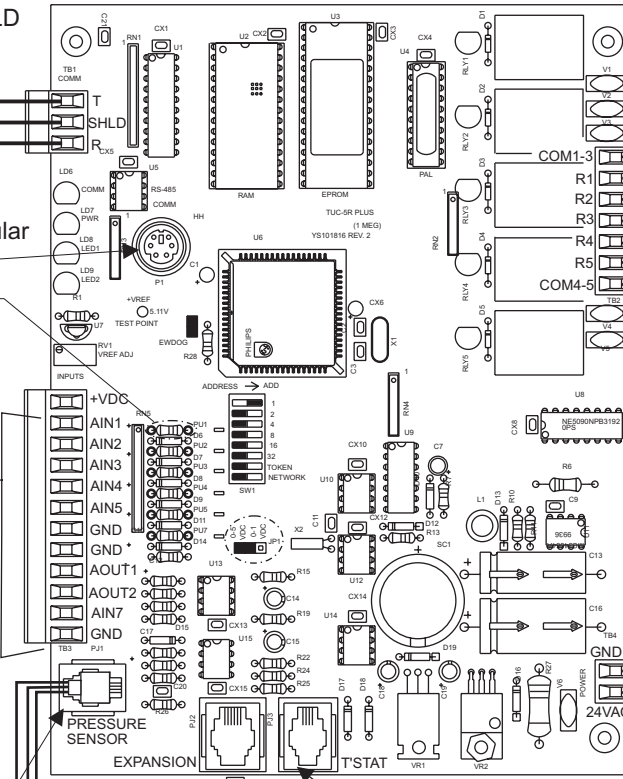 LD
C21
CX1
RN1
U1
CX2
U2
U3
CX3
CX4
U4
D1
RLY1
V1
TB1
COMM
T
SHLD
R
CX5
U5
RS-485
COMM
RAM
EPROM
PAL
TUC-5R PLUS
(1 MEG)
YS101816 REV. 2
D2
RLY2
V2
V3
COM1-3
R1
R2
R3
R4
R5
COM4-5
TB2
V4
V5
D3
RLY3
RN2
D4
RLY4
D5
RLY5
LD6
COMM
LD7
PWR
LD8
LED1
LD9
LED2
R1
U7
RV1
VREF ADJ
ular
HH
P1
C1
U6
PHILIPS
CX6
C3
X1
+VREF
5.11V
TEST POINT
EWDOG
R28
INPUTS
+VDC
AIN1
AIN2
AIN3
AIN4
AIN5
GND
GND
AOUT1
AOUT2
AIN7
GND
TB3
RN5
PU1
D6
PU2
D7
PU3
D8
PU4
D9
PU5
D11
PU7
D14
ADDRESS
ADD
1
2
4
8
16
32
TOKEN
NETWORK
SW1
RN4
U9
C7
U8
NE5090NPB3192
0PS
CX8
R6
C9
L1
D13
R10
U10
CX10
C11
CX12
U12
D12
R13
X2
0-5
VDC
0-1
VDC
JP1
SC1
C13
C16
TB4
GND
24VAC
POWER
V6
R27
D15
C17
U13
CX13
U15
CX15
R15
C14
R19
C15
R22
R24
R25
U14
CX14
D19
D17
D18
C18
C19
VR1
VR2
C20
R26
PJ1
PRESSURE
SENSOR
PJ2
PJ3
EXPANSION
T'STAT